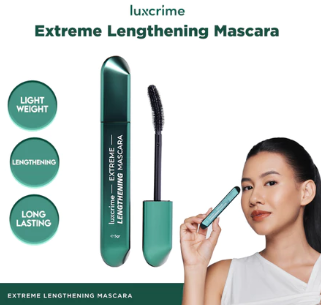 luxcrime
Extreme Lengthening Mascara
LIGHT
WEIGHT
LENGTHENING
LONG
LASTING
luxcrime — EXTREME —
LENGTHENING MASCARA
EXTREME LENGTHENING MASCARA